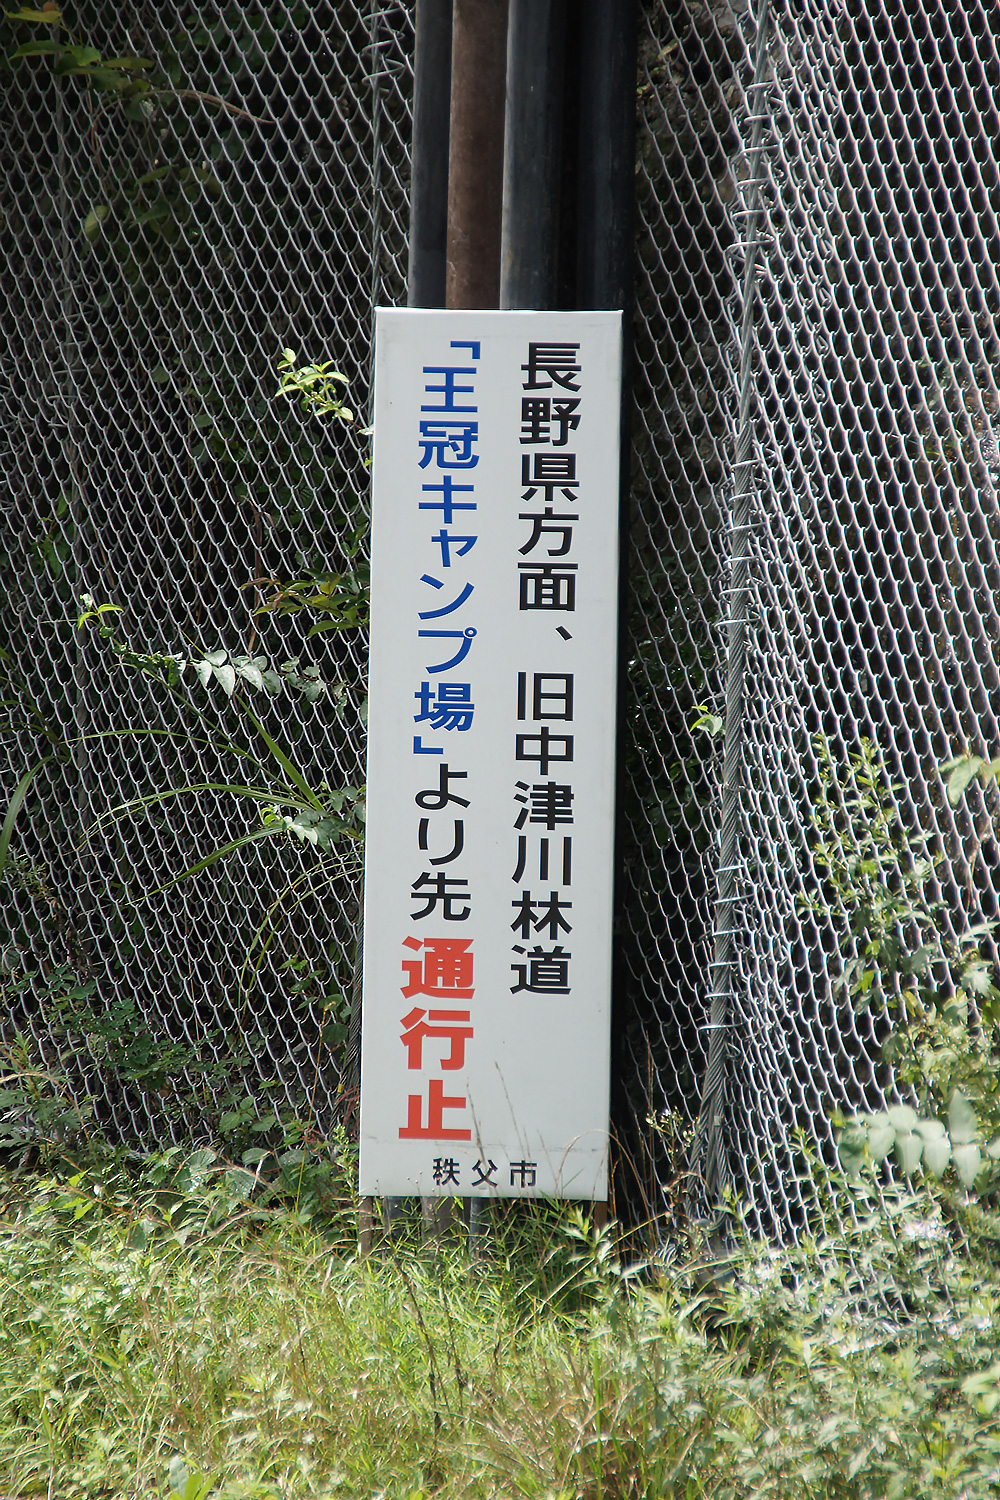 長野県方面、旧中津川林道
「王冠キャンプ場」より先通行止
秩父市